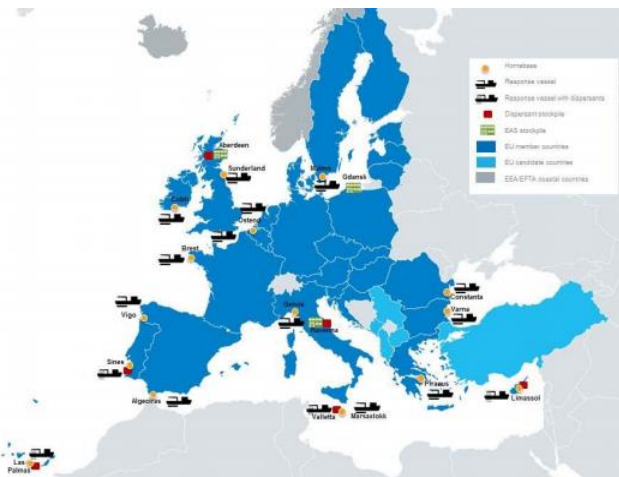 Homebase
Response vessel
Response vessel with dispersants
Dispersant stockpile
EAS stockpile
EU member countries
EU candidate countries
EEA/EFTA coastal countries
Aberdeen
Sunderland
Gdansk
Ostend
Brest
Constanta
Varna
Genoa
Ravenna
Vigo
Sines
Algeciras
Piraeus
Limassol
Valletta
Marsaxlokk
Las
Palmas